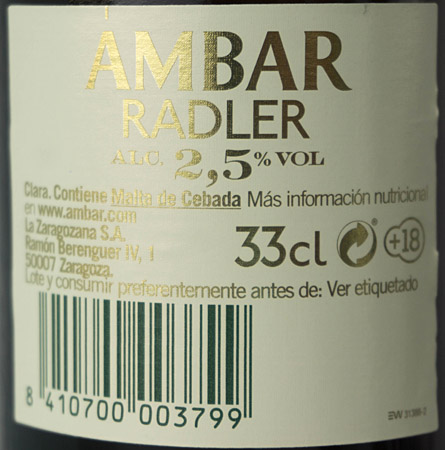 AMBAR
RADLER
ALC. 2,5% VOL
Clara. Contiene Malta de Cebada Más información nutricional
en www.ambar.com
La Zaragozana S.A.
Ramón Berenguer IV, 1
50007 Zaragoza.
33cl +18
Lote y consumir preferentemente antes de: Ver etiquetado
8 410700 003799